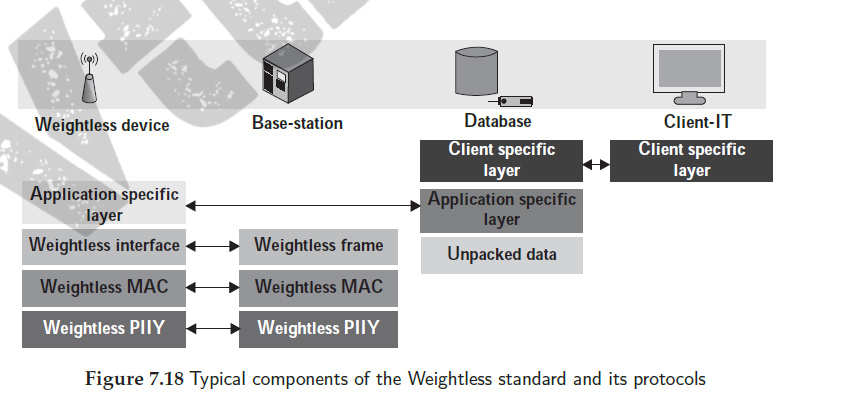 Weightless device
Base-station
Database
Client-IT
Client specific
layer
Client specific
layer
Application specific
layer
Application specific
layer
Weightless interface
Weightless frame
Unpacked data
Weightless MAC
Weightless MAC
Weightless PIIY
Weightless PIIY
Figure 7.18 Typical components of the Weightless standard and its protocols